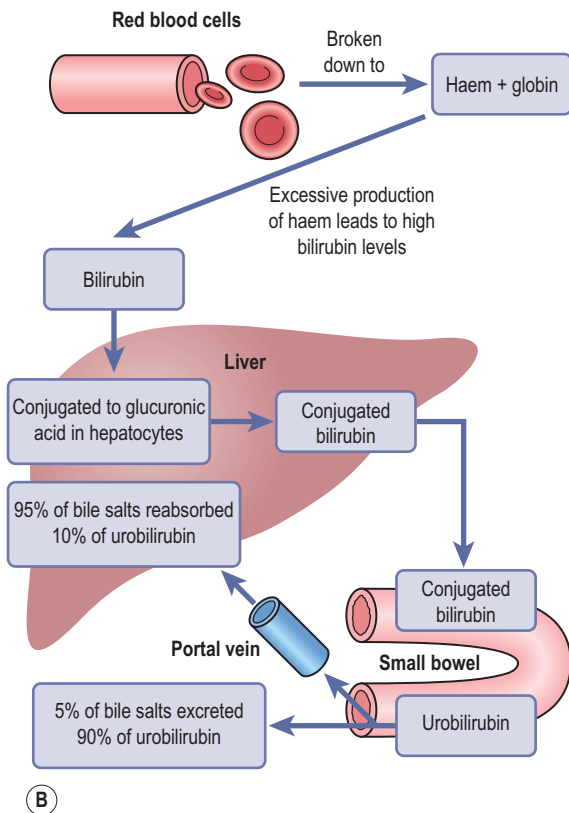 Red blood cells
Broken
down to
Haem + globin
Excessive production
of haem leads to high
bilirubin levels
Bilirubin
Liver
Conjugated to glucuronic
acid in hepatocytes
Conjugated
bilirubin
95% of bile salts reabsorbed
10% of urobilirubin
Conjugated
bilirubin
Portal vein
Small bowel
5% of bile salts excreted
90% of urobilirubin
Urobilirubin
B